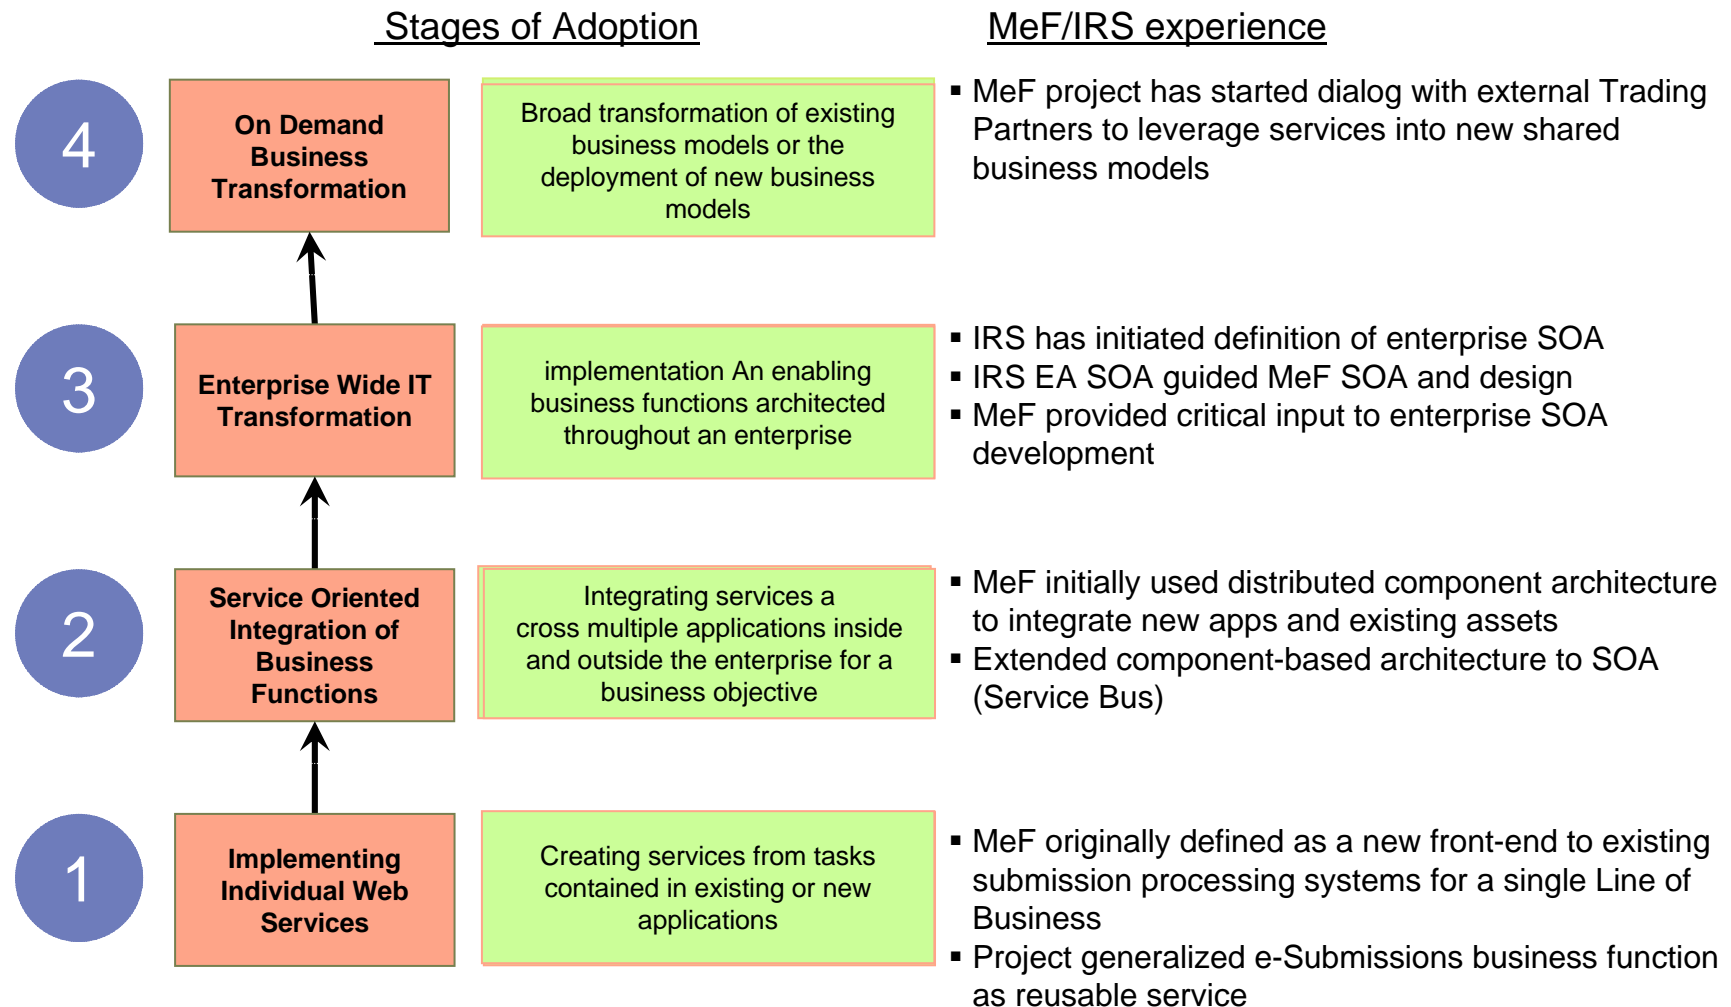 Stages of Adoption
MeF/IRS experience
4
On Demand
Business
Transformation
Broad transformation of existing
business models or the
deployment of new business
models
▪ MeF project has started dialog with external Trading
Partners to leverage services into new shared
business models
3
Enterprise Wide IT
Transformation
implementation An enabling
business functions architected
throughout an enterprise
▪ IRS has initiated definition of enterprise SOA
▪ IRS EA SOA guided MeF SOA and design
▪ MeF provided critical input to enterprise SOA
development
2
Service Oriented
Integration of
Business
Functions
Integrating services a
cross multiple applications inside
and outside the enterprise for a
business objective
▪ MeF initially used distributed component architecture
to integrate new apps and existing assets
▪ Extended component-based architecture to SOA
(Service Bus)
1
Implementing
Individual Web
Services
Creating services from tasks
contained in existing or new
applications
▪ MeF originally defined as a new front-end to existing
submission processing systems for a single Line of
Business
▪ Project generalized e-Submissions business function
as reusable service